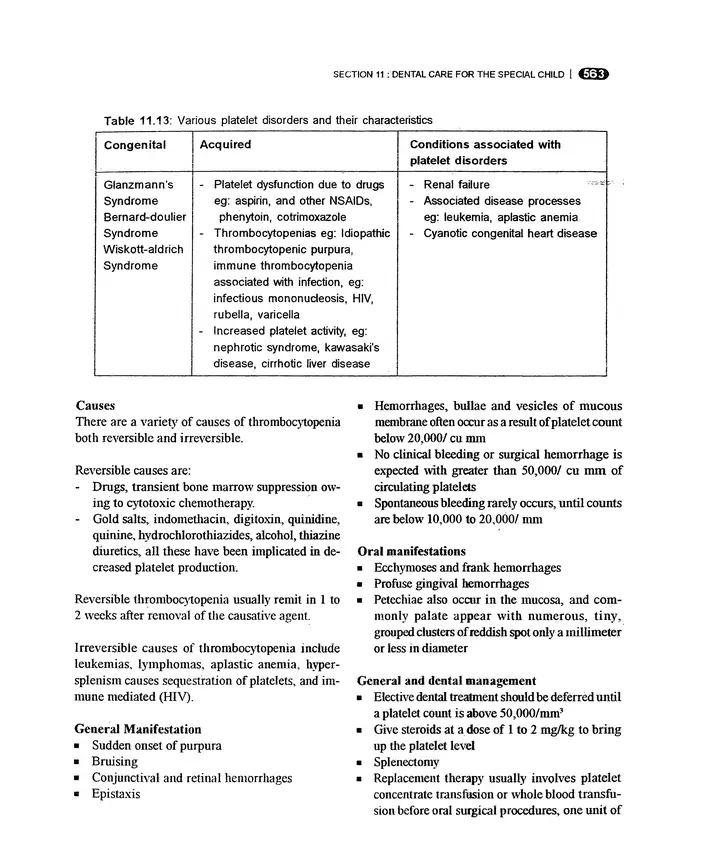 SECTION 11 : DENTAL CARE FOR THE SPECIAL CHILD | 563
Table 11.13: Various platelet disorders and their characteristics
Congenital
Acquired
Conditions associated with
platelet disorders
Glanzmann's
Syndrome
Bernard-doulier
Syndrome
Wiskott-aldrich
Syndrome
- Platelet dysfunction due to drugs
eg: aspirin, and other NSAIDs,
phenytoin, cotrimoxazole
- Thrombocytopenias eg: Idiopathic
thrombocytopenic purpura,
immune thrombocytopenia
associated with infection, eg:
infectious mononucleosis, HIV,
rubella, varicella
- Increased platelet activity, eg:
nephrotic syndrome, kawasaki's
disease, cirrhotic liver disease
- Renal failure
- Associated disease processes
eg: leukemia, aplastic anemia
- Cyanotic congenital heart disease
Causes
There are a variety of causes of thrombocytopenia
both reversible and irreversible.
Reversible causes are:
- Drugs, transient bone marrow suppression ow-
ing to cytotoxic chemotherapy.
- Gold salts, indomethacin, digitoxin, quinidine,
quinine, hydrochlorothiazides, alcohol, thiazine
diuretics, all these have been implicated in de-
creased platelet production.
Reversible thrombocytopenia usually remit in 1 to
2 weeks after removal of the causative agent.
Irreversible causes of thrombocytopenia include
leukemias, lymphomas, aplastic anemia, hyper-
splenism causes sequestration of platelets, and im-
mune mediated (HIV).
General Manifestation
▪ Sudden onset of purpura
▪ Bruising
▪ Conjunctival and retinal hemorrhages
▪ Epistaxis
▪ Hemorrhages, bullae and vesicles of mucous
membrane often occur as a result of platelet count
below 20,000/ cu mm
▪ No clinical bleeding or surgical hemorrhage is
expected with greater than 50,000/ cu mm of
circulating platelets
▪ Spontaneous bleeding rarely occurs, until counts
are below 10,000 to 20,000/ mm
Oral manifestations
▪ Ecchymoses and frank hemorrhages
▪ Profuse gingival hemorrhages
▪ Petechiae also occur in the mucosa, and com-
monly palate appear with numerous, tiny,
grouped clusters of reddish spot only a millimeter
or less in diameter
General and dental management
▪ Elective dental treatment should be deferred until
a platelet count is above 50,000/mm³
▪ Give steroids at a dose of 1 to 2 mg/kg to bring
up the platelet level
▪ Splenectomy
▪ Replacement therapy usually involves platelet
concentrate transfusion or whole blood transfu-
sion before oral surgical procedures, one unit of